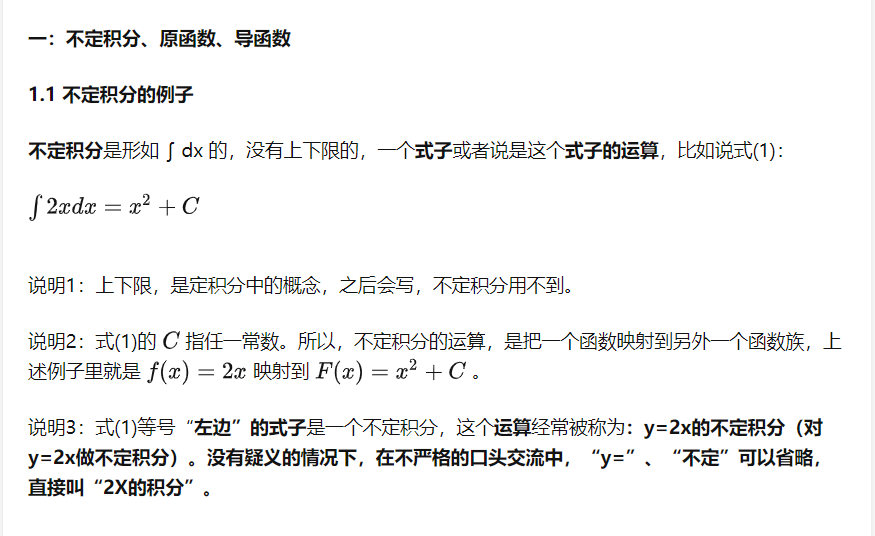 一：不定积分、原函数、导函数
1.1 不定积分的例子
不定积分是形如 ∫ dx 的，没有上下限的，一个式子或者说是这个式子的运算，比如说式(1)：
∫ 2xdx = x² + C
说明1：上下限，是定积分中的概念，之后会写，不定积分用不到。
说明2：式(1)的 C 指任一常数。所以，不定积分的运算，是把一个函数映射到另外一个函数族，上
述例子里就是 f(x) = 2x 映射到 F(x) = x² + C 。
说明3：式(1)等号“左边”的式子是一个不定积分，这个运算经常被称为：y=2x的不定积分（对
y=2x做不定积分）。没有疑义的情况下，在不严格的口头交流中，“y=”、“不定”可以省略，
直接叫“2X的积分”。